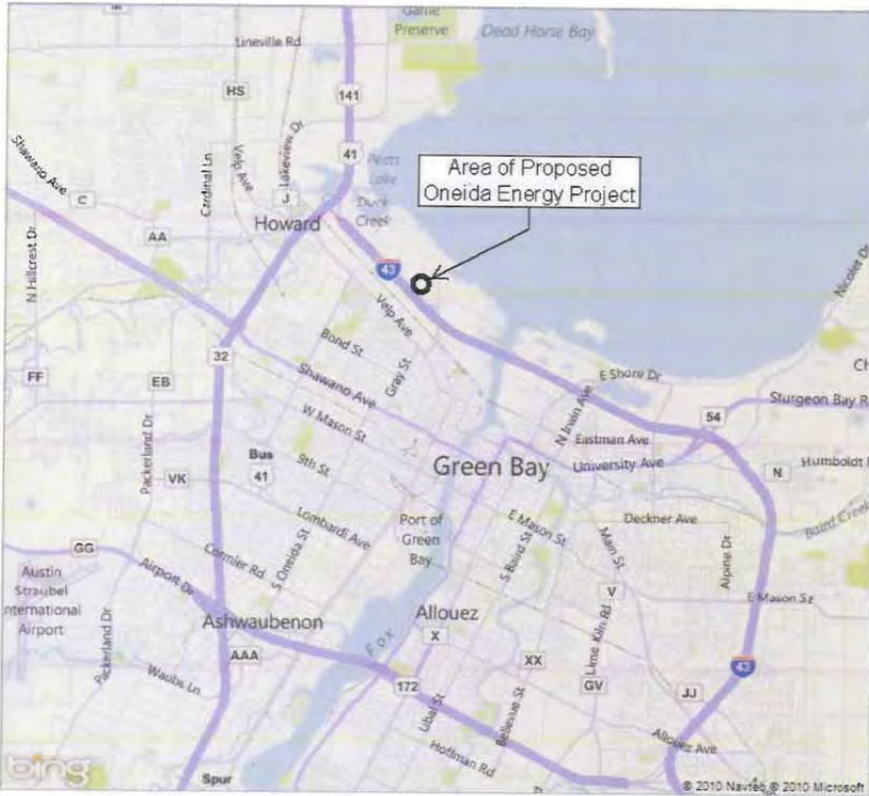 Game
Preserve
Dead Horse Bay
Lineville Rd
HS
141
Velp Ave
Lakeview Dr
41
Peats
Lake
Area of Proposed
Oneida Energy Project
Shawano Ave
Cardinal Ln
C
J
Duck
Creek
Howard
AA
N Hillcrest Dr
43
Nicolet Dr
Velp Ave
Bond St
32
Gray St
FF
EB
Shawano Ave
E Shore Dr
Ch
Sturgeon Bay R
W Mason St
N Irwin Ave
54
Eastman Ave
Packerland Dr
Bus
41
9th St
Green Bay
University Ave
N
Humboldt
VK
Lombardi Ave
Port of
Green
Bay
E Mason St
Deckner Ave
Baird Creek
GG
Cormier Rd
S Oneida St
S Baird St
Main St
Alpine Dr
Airport Dr
Austin
Straubel
International
Airport
V
E Mason St
Allouez
Ashwaubenon
Fox
X
Lime Kiln Rd
Packerland Dr
AAA
XX
43
Waube Ln
172
GV
JJ
Libal St
Bellevue St
Allouez Ave
Hoffman Rd
bing
Spur
© 2010 Navteq © 2010 Microsoft